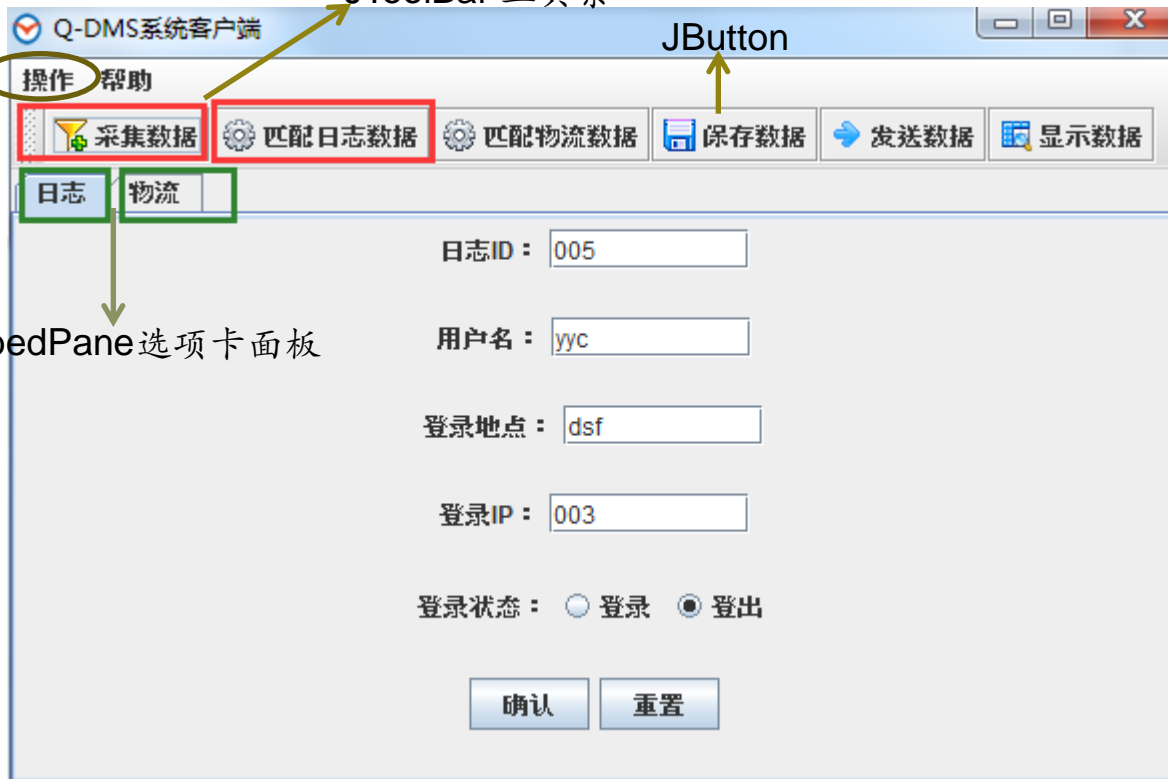 Q-DMS系统客户端
JButton
操作 帮助
采集数据 匹配日志数据 匹配物流数据 保存数据 发送数据 显示数据
日志 物流
日志ID： 005
bedPane选项卡面板
用户名： yyc
登录地点： dsf
登录IP： 003
登录状态： 登录 登出
确认 重置